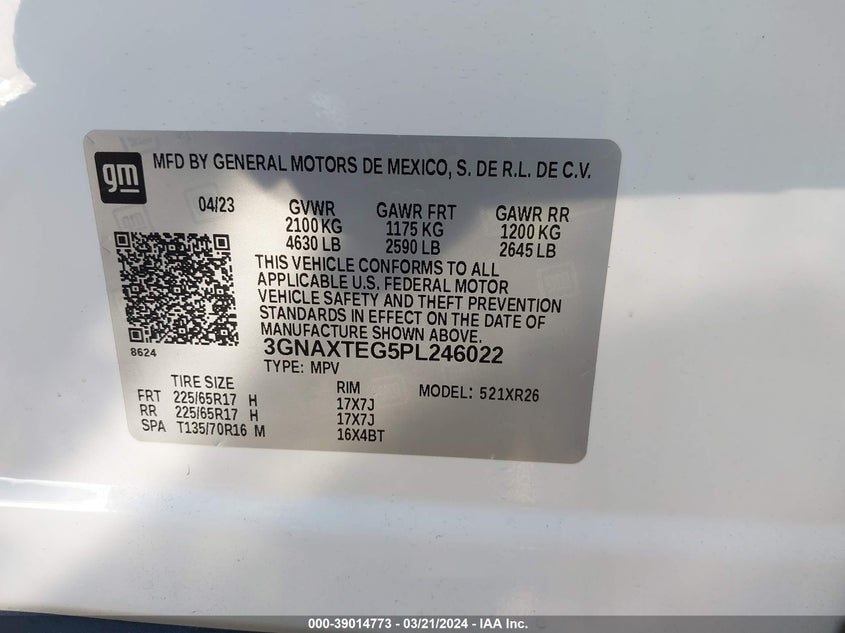 gm
MFD BY GENERAL MOTORS DE MEXICO, S. DE R.L. DE C.V.
04/23 GVWR GAWR FRT GAWR RR
2100 KG 1175 KG 1200 KG
4630 LB 2590 LB 2645 LB
THIS VEHICLE CONFORMS TO ALL
APPLICABLE U.S. FEDERAL MOTOR
VEHICLE SAFETY AND THEFT PREVENTION
STANDARDS IN EFFECT ON THE DATE OF
MANUFACTURE SHOWN ABOVE.
8624
3GNAXTEG5PL246022
TYPE: MPV
TIRE SIZE RIM MODEL: 521XR26
FRT 225/65R17 H 17X7J
RR 225/65R17 H 17X7J
SPA T135/70R16 M 16X4BT
000-39014773 - 03/21/2024 - IAAI.com